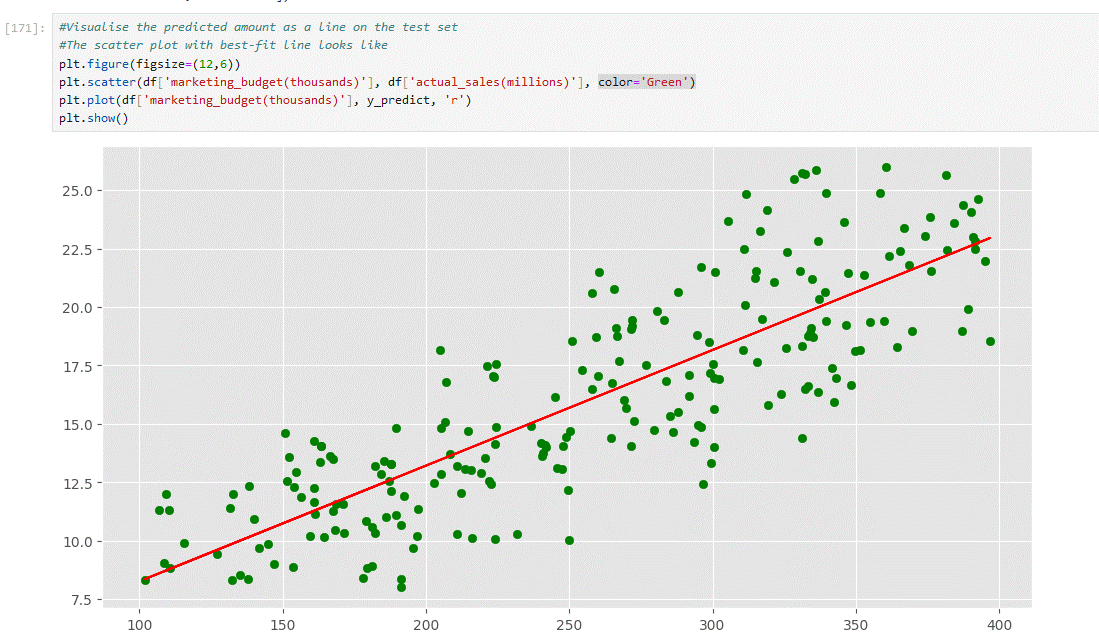 [171]:
#Visualise the predicted amount as a line on the test set
#The scatter plot with best-fit line looks like
plt.figure(figsize=(12,6))
plt.scatter(df['marketing_budget(thousands)'], df['actual_sales(millions)'], color='Green')
plt.plot(df['marketing_budget(thousands)'], y_predict, 'r')
plt.show()
25.0
22.5
20.0
17.5
15.0
12.5
10.0
7.5
100 150 200 250 300 350 400